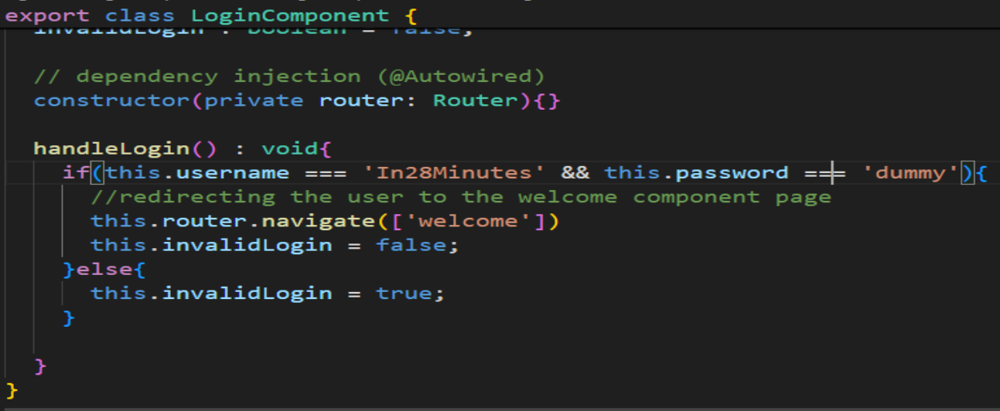 export class LoginComponent {
invalidLogin : boolean = false;
// dependency injection (@Autowired)
constructor(private router: Router){}
handleLogin() : void{
if(this.username === 'In28Minutes' && this.password === 'dummy'){
//redirecting the user to the welcome component page
this.router.navigate(['welcome'])
this.invalidLogin = false;
}else{
this.invalidLogin = true;
}
}
}